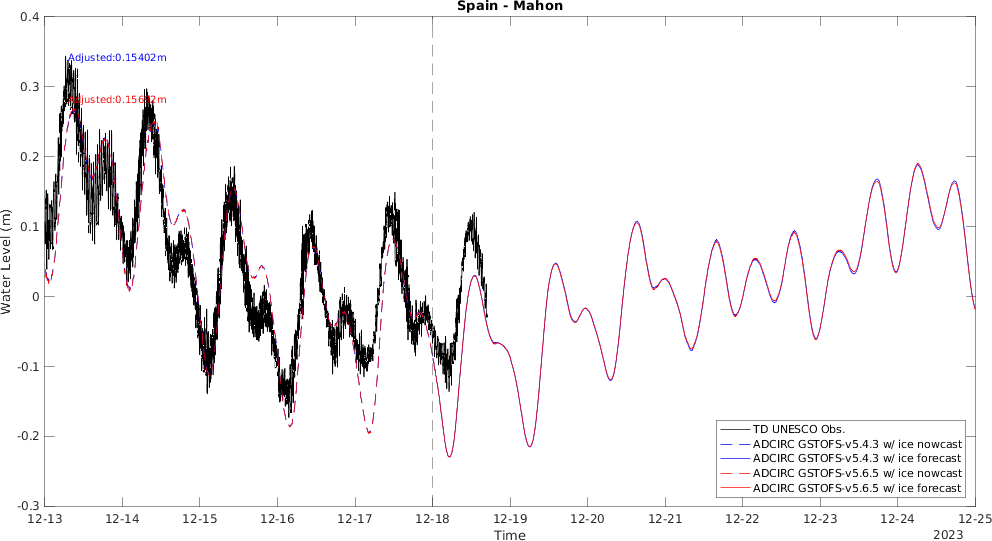 Spain - Mahon
0.4
0.3
0.2
0.1
0
-0.1
-0.2
-0.3
Water Level (m)
Adjusted:0.15402m
TD UNESCO Obs.
ADCIRC GSTOFS-v5.4.3 w/ ice nowcast
ADCIRC GSTOFS-v5.4.3 w/ ice forecast
ADCIRC GSTOFS-v5.6.5 w/ ice nowcast
ADCIRC GSTOFS-v5.6.5 w/ ice forecast
12-13 12-14 12-15 12-16 12-17 12-18 12-19 12-20 12-21 12-22 12-23 12-24 12-25
Time
2023